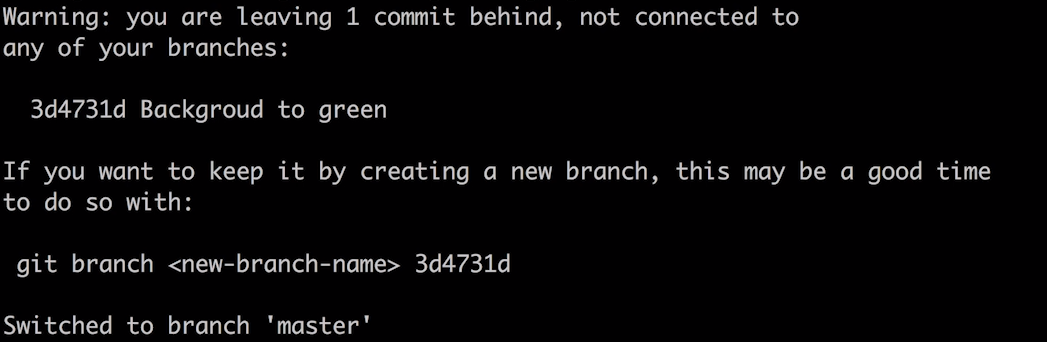 Warning: you are leaving 1 commit behind, not connected to
any of your branches:
3d4731d Backgroud to green
If you want to keep it by creating a new branch, this may be a good time
to do so with:
git branch <new-branch-name> 3d4731d
Switched to branch 'master'